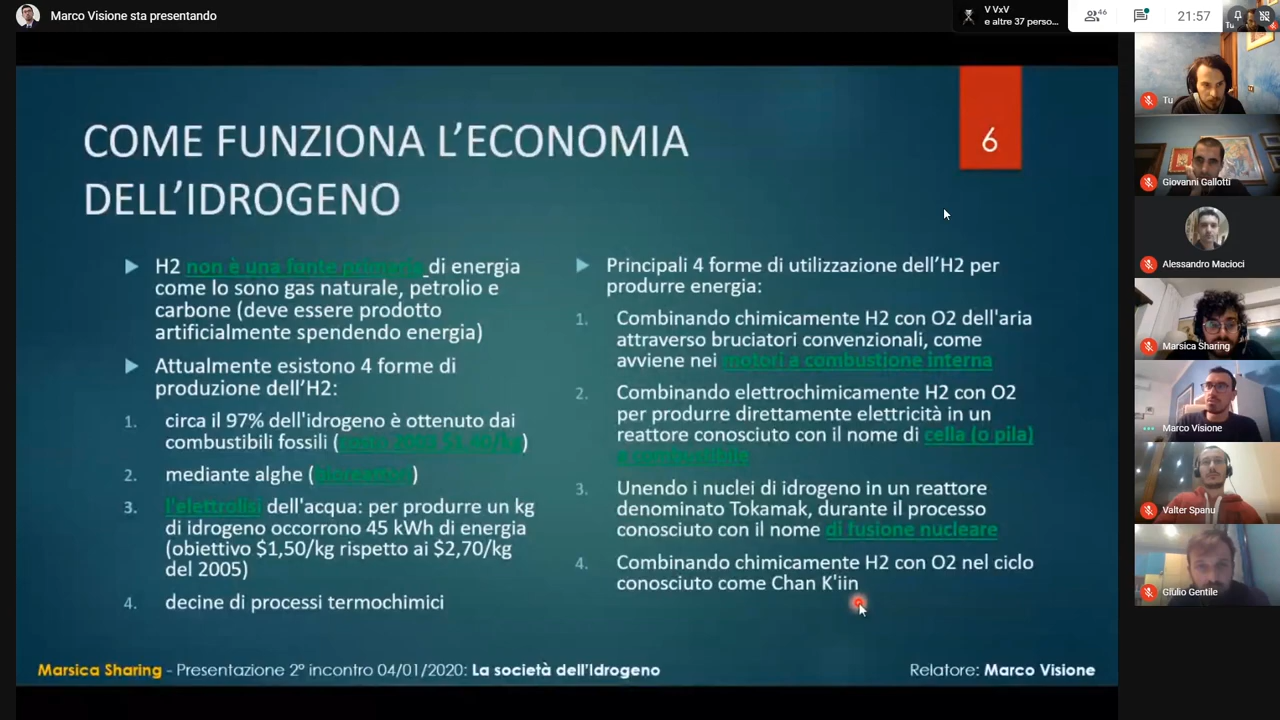 Marco Visione sta presentando
V VxV
e altre 37 perso...
46
21:57
Tu
COME FUNZIONA L'ECONOMIA
DELL'IDROGENO
6
H2 non è una fonte primaria di energia
come lo sono gas naturale, petrolio e
carbone (deve essere prodotto
artificialmente spendendo energia)
Attualmente esistono 4 forme di
produzione dell'H2:
1. circa il 97% dell'idrogeno è ottenuto dai
combustibili fossili (costo 2003 $1,80/kg)
2. mediante alghe (bioreattori)
3. l'elettrolisi dell'acqua: per produrre un kg
di idrogeno occorrono 45 kWh di energia
(obiettivo $1,50/kg rispetto ai $2,70/kg
del 2005)
4. decine di processi termochimici
Principali 4 forme di utilizzazione dell'H2 per
produrre energia:
1. Combinando chimicamente H2 con O2 dell'aria
attraverso bruciatori convenzionali, come
avviene nei motori a combustione interna
2. Combinando elettrochimicamente H2 con O2
per produrre direttamente elettricità in un
reattore conosciuto con il nome di cella (o pila)
a combustibile
3. Unendo i nuclei di idrogeno in un reattore
denominato Tokamak, durante il processo
conosciuto con il nome di fusione nucleare
4. Combinando chimicamente H2 con O2 nel ciclo
conosciuto come Chan K'iin
Marsica Sharing - Presentazione 2° incontro 04/01/2020: La società dell'Idrogeno
Relatore: Marco Visione
Tu
Giovanni Gallotti
Alessandro Macioci
Marsica Sharing
Marco Visione
Valter Spanu
Giulio Gentile